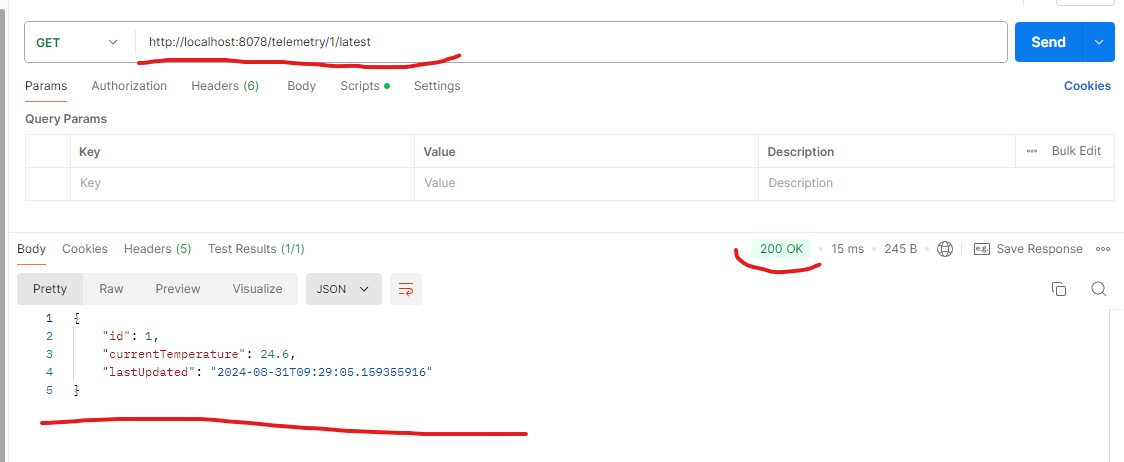 GET http://localhost:8078/telemetry/1/latest Send
Params Authorization Headers (6) Body Scripts Settings Cookies
Query Params
Key Value Description Bulk Edit
Key Value Description
Body Cookies Headers (5) Test Results (1/1) 200 OK 15 ms 245 B e.g. Save Response
Pretty Raw Preview Visualize JSON
1 {
2 "id": 1,
3 "currentTemperature": 24.6,
4 "lastUpdated": "2024-08-31T09:29:05.159355916"
5 }